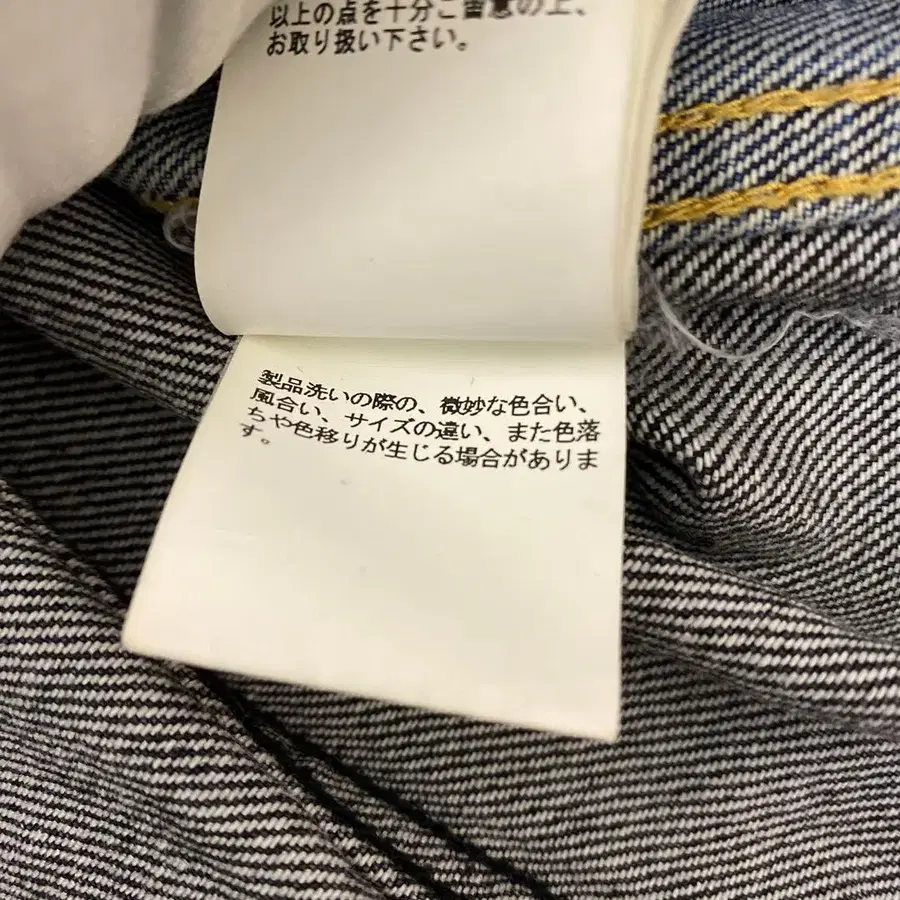 以上の点を十分ご留意の上、
お取り扱い下さい。
製品洗いの際の、微妙な色合い、
風合い、サイズの違い、また色落
ちや色移りが生じる場合がありま
す。